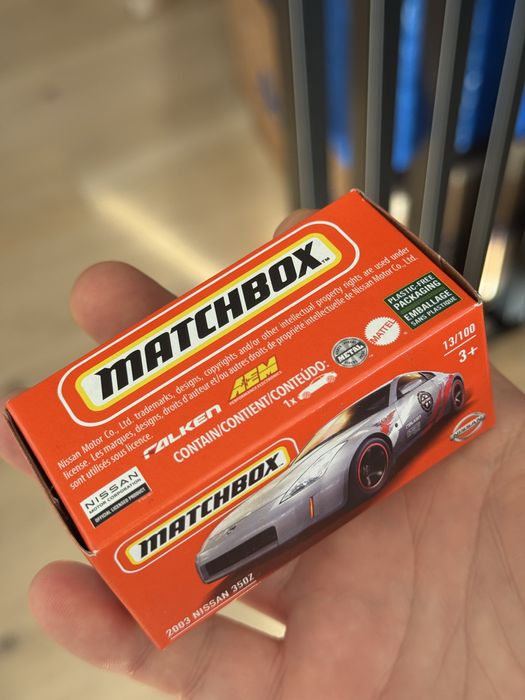 MATCHBOX™
Nissan Motor Co., Ltd. trademarks, designs, copyrights and/or other intellectual property rights are used under
license. Les marques, designs, droits d'auteur et/ou autres droits de propriété intellectuelle de Nissan Motor Co., Ltd.
sont utilisés sous licence.
NISSAN
MOTOR CORPORATION
OFFICIAL LICENSED PRODUCT
FALKEN
AEM
PERFORMANCE ELECTRONICS
CONTAIN/CONTIENT/CONTEÚDO:
1x
METAL
MATTEL
PLASTIC-FREE
PACKAGING
EMBALLAGE
SANS PLASTIQUE
13/100
3+
MATCHBOX
NISSAN
2003 NISSAN 350Z